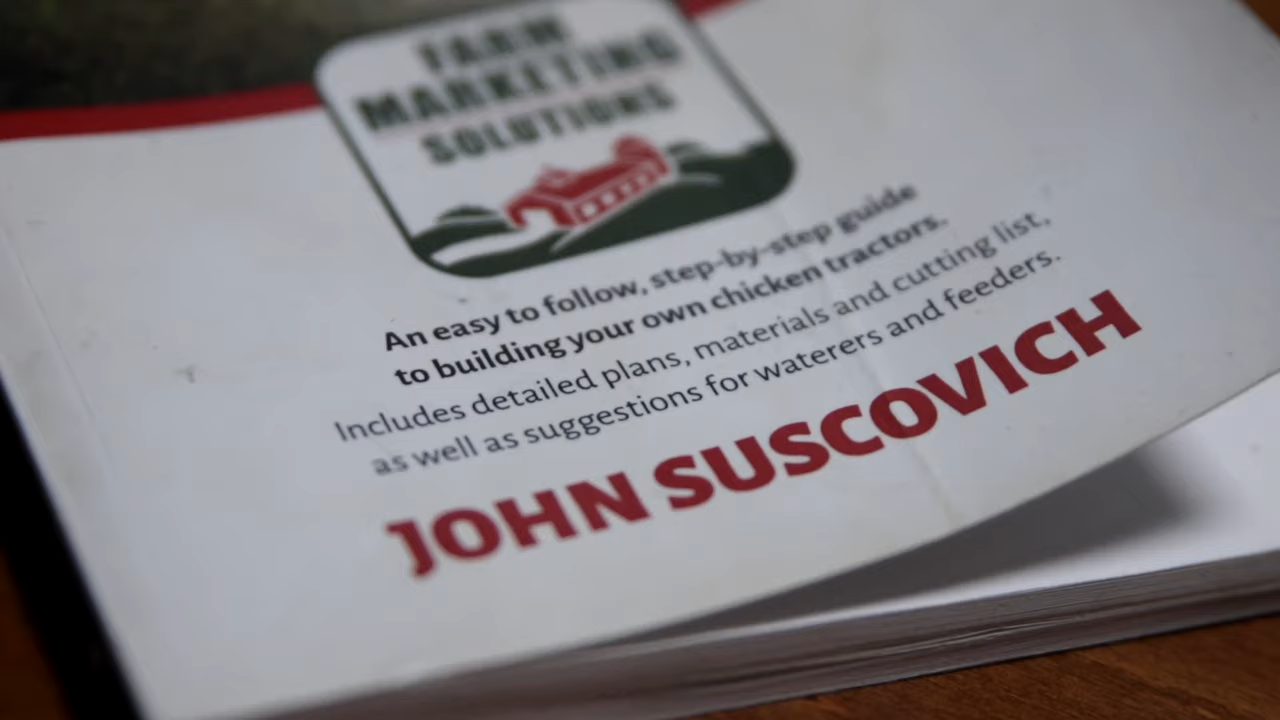 FARM
MARKETING
SOLUTIONS
An easy to follow, step-by-step guide
to building your own chicken tractors.
Includes detailed plans, materials and cutting list,
as well as suggestions for waterers and feeders.
JOHN SUSCOVICH